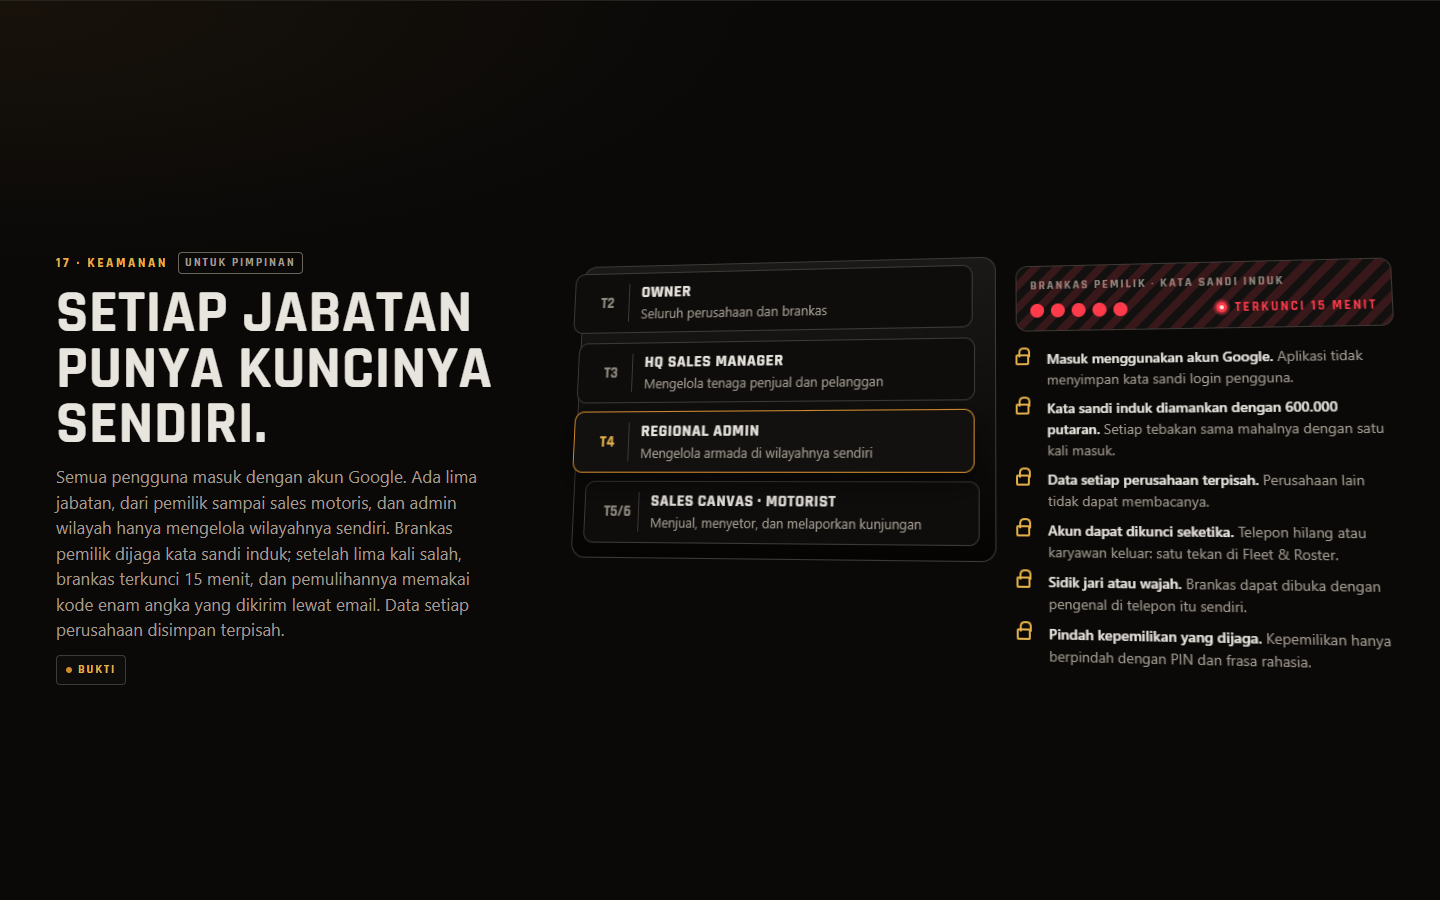 17 · KEAMANAN UNTUK PIMPINAN
SETIAP JABATAN
PUNYA KUNCINYA
SENDIRI.
Semua pengguna masuk dengan akun Google. Ada lima
jabatan, dari pemilik sampai sales motoris, dan admin
wilayah hanya mengelola wilayahnya sendiri. Brankas
pemilik dijaga kata sandi induk; setelah lima kali salah,
brankas terkunci 15 menit, dan pemulihannya memakai
kode enam angka yang dikirim lewat email. Data setiap
perusahaan disimpan terpisah.
BUKTI
T2
OWNER
Seluruh perusahaan dan brankas
T3
HQ SALES MANAGER
Mengelola tenaga penjual dan pelanggan
T4
REGIONAL ADMIN
Mengelola armada di wilayahnya sendiri
T5/6
SALES CANVAS · MOTORIST
Menjual, menyetor, dan melaporkan kunjungan
BRANKAS PEMILIK · KATA SANDI INDUK
TERKUNCI 15 MENIT
Masuk menggunakan akun Google. Aplikasi tidak
menyimpan kata sandi login pengguna.
Kata sandi induk diamankan dengan 600.000
putaran. Setiap tebakan sama mahalnya dengan satu
kali masuk.
Data setiap perusahaan terpisah. Perusahaan lain
tidak dapat membacanya.
Akun dapat dikunci seketika. Telepon hilang atau
karyawan keluar: satu tekan di Fleet & Roster.
Sidik jari atau wajah. Brankas dapat dibuka dengan
pengenal di telepon itu sendiri.
Pindah kepemilikan yang dijaga. Kepemilikan hanya
berpindah dengan PIN dan frasa rahasia.